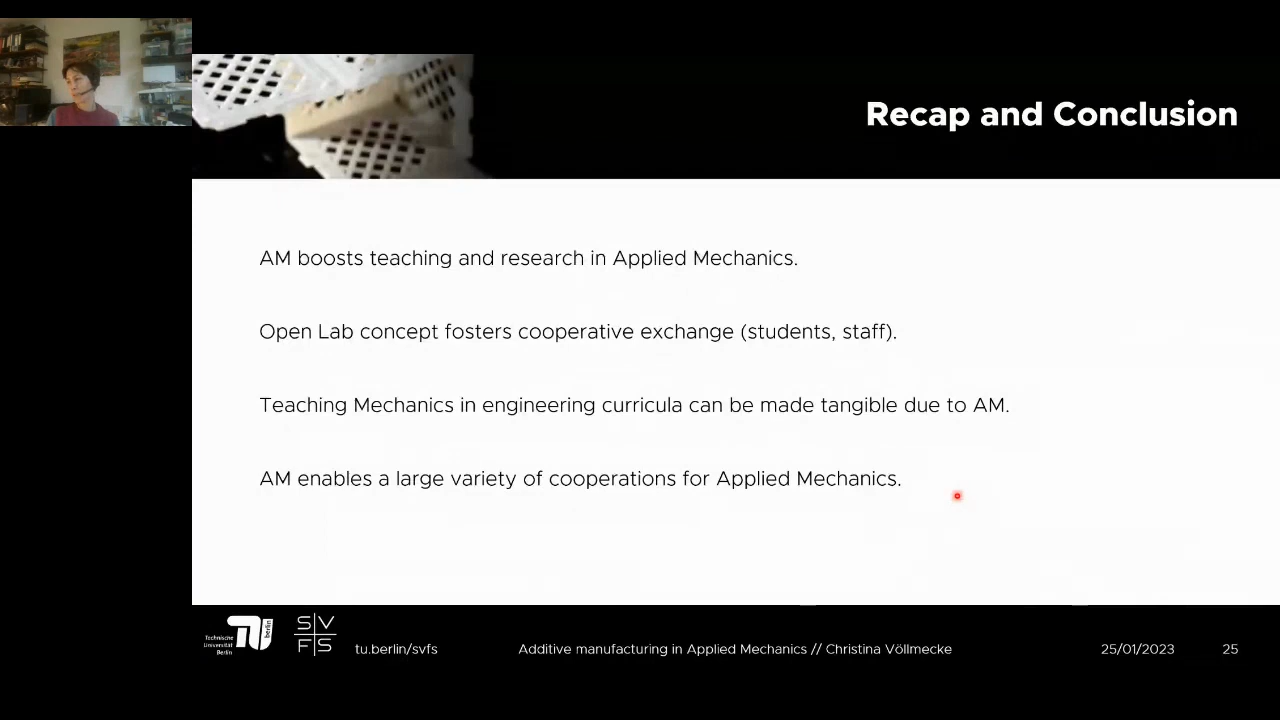 Recap and Conclusion
AM boosts teaching and research in Applied Mechanics.
Open Lab concept fosters cooperative exchange (students, staff).
Teaching Mechanics in engineering curricula can be made tangible due to AM.
AM enables a large variety of cooperations for Applied Mechanics.
Technische
Universität
Berlin
berlin
S V
F S
tu.berlin/svfs
Additive manufacturing in Applied Mechanics // Christina Völlmecke
25/01/2023
25